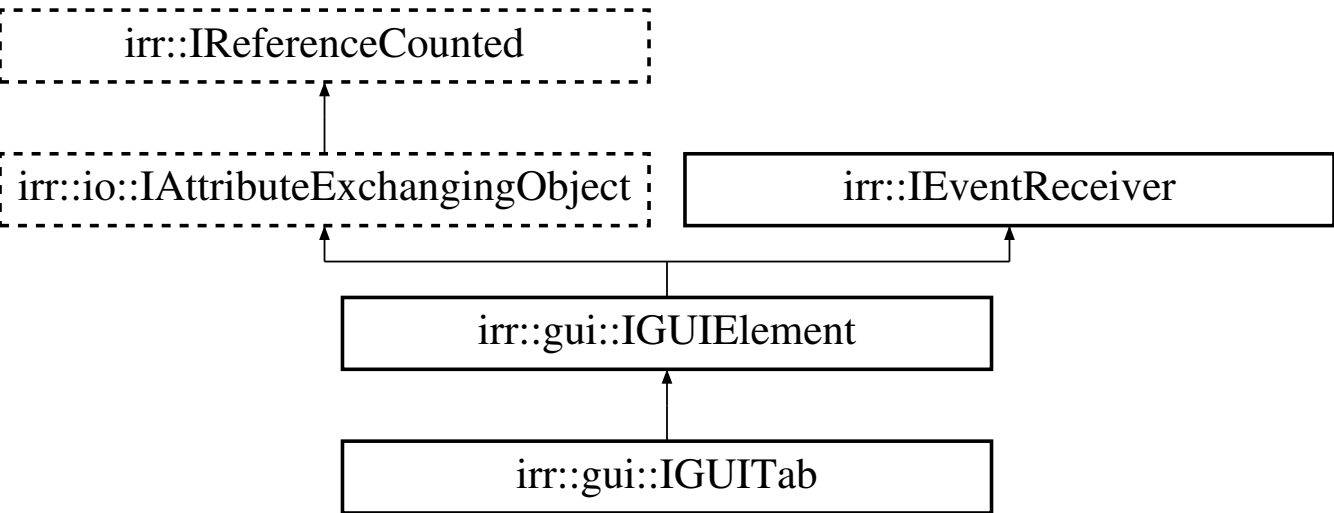 irr::IReferenceCounted
irr::io::IAttributeExchangingObject
irr::IEventReceiver
irr::gui::IGUIElement
irr::gui::IGUITab